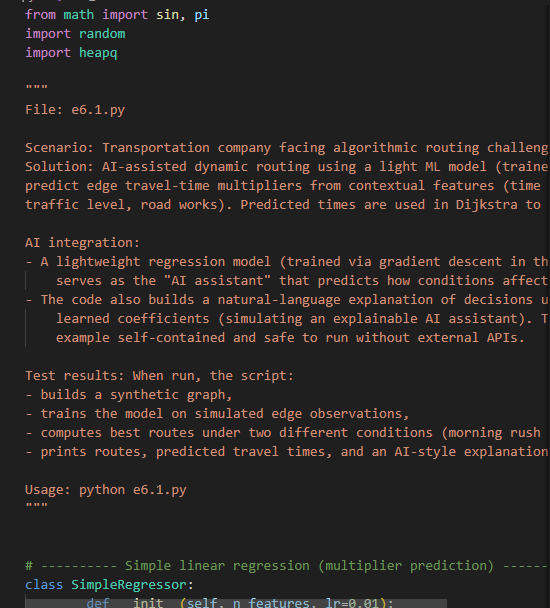 from math import sin, pi
import random
import heapq
"""
File: e6.1.py
Scenario: Transportation company facing algorithmic routing challeng
Solution: AI-assisted dynamic routing using a light ML model (traine
predict edge travel-time multipliers from contextual features (time
traffic level, road works). Predicted times are used in Dijkstra to
AI integration:
- A lightweight regression model (trained via gradient descent in th
serves as the "AI assistant" that predicts how conditions affect
- The code also builds a natural-language explanation of decisions u
learned coefficients (simulating an explainable AI assistant). T
example self-contained and safe to run without external APIs.
Test results: When run, the script:
- builds a synthetic graph,
- trains the model on simulated edge observations,
- computes best routes under two different conditions (morning rush
- prints routes, predicted travel times, and an AI-style explanation
Usage: python e6.1.py
"""
# ---------- Simple linear regression (multiplier prediction) ------
class SimpleRegressor:
def __init__(self, n_features, lr=0.01):